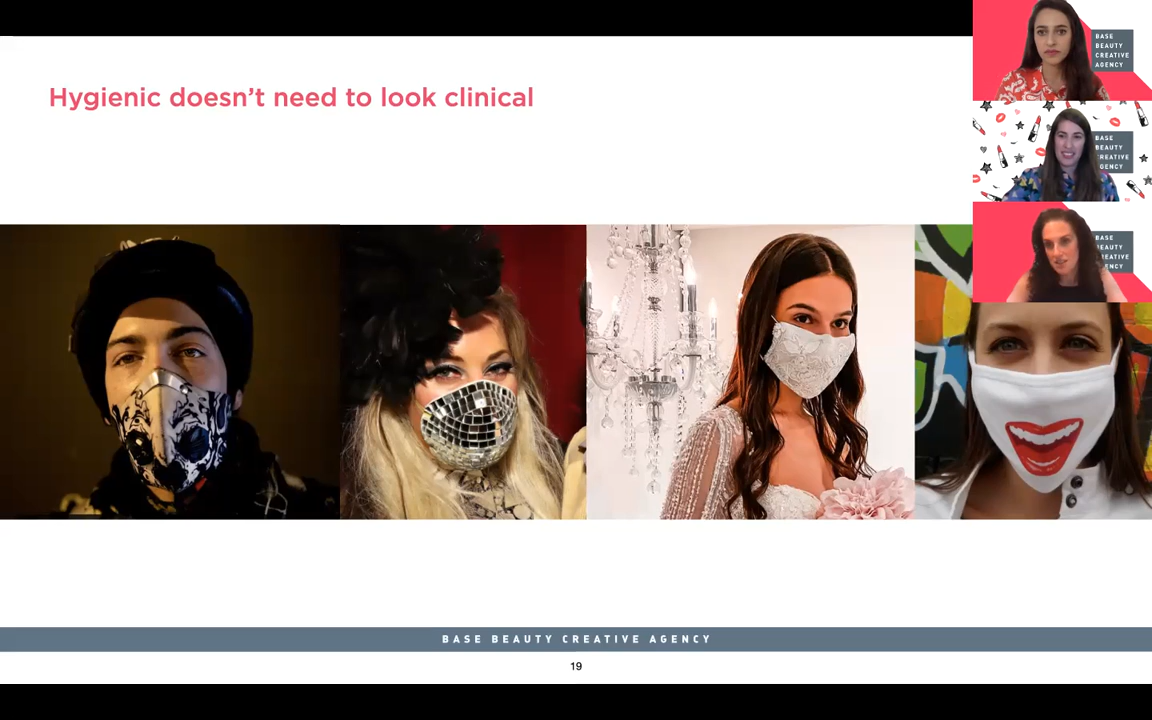 Hygienic doesn't need to look clinical
BASE
BEAUTY
CREATIVE
AGENCY
BASE
BEAUTY
CREATIVE
AGENCY
BASE
BEAUTY
CREATIVE
AGENCY
BASE BEAUTY CREATIVE AGENCY
19